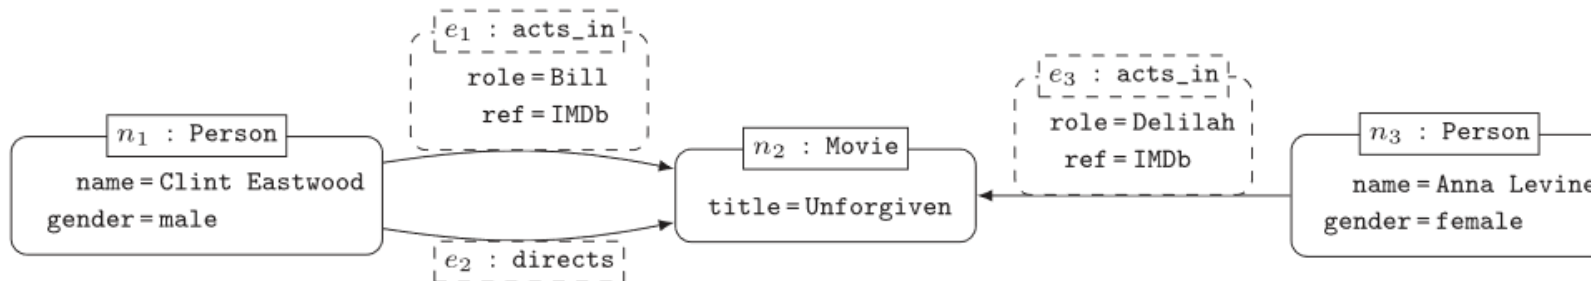 e1 : acts_in
role = Bill
ref = IMDb
n1 : Person
name = Clint Eastwood
gender = male
e2 : directs
n2 : Movie
title = Unforgiven
e3 : acts_in
role = Delilah
ref = IMDb
n3 : Person
name = Anna Levine
gender = female